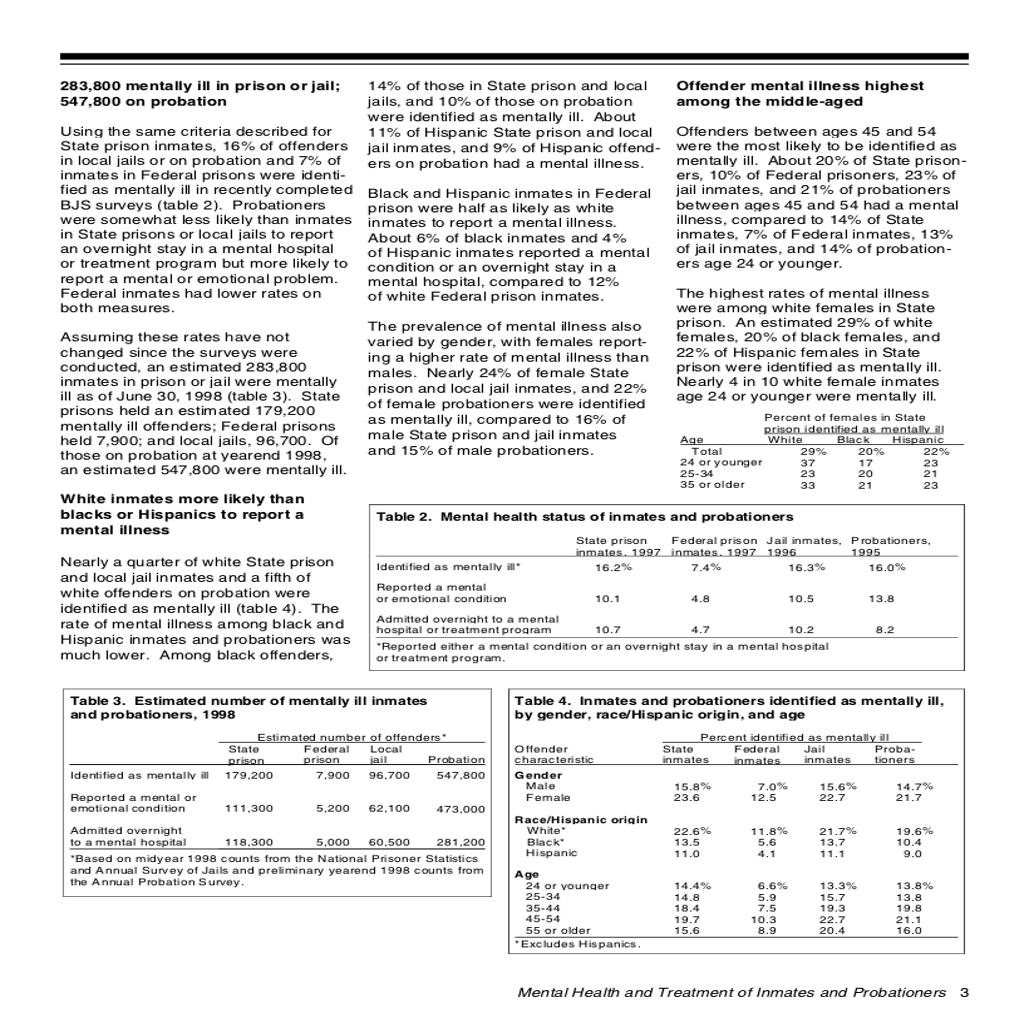 283,800 mentally ill in prison or jail;
547,800 on probation
Using the same criteria described for
State prison inmates, 16% of offenders
in local jails or on probation and 7% of
inmates in Federal prisons were identi-
fied as mentally ill in recently completed
BJS surveys (table 2).  Probationers
were somewhat less likely than inmates
in State prisons or local jails to report
an overnight stay in a mental hospital
or treatment program but more likely to
report a mental or emotional problem.
Federal inmates had lower rates on
both measures.
Assuming these rates have not
changed since the surveys were
conducted, an estimated 283,800
inmates in prison or jail were mentally
ill as of June 30, 1998 (table 3).  State
prisons held an estimated 179,200
mentally ill offenders; Federal prisons
held 7,900; and local jails, 96,700.  Of
those on probation at yearend 1998,
an estimated 547,800 were mentally ill.
White inmates more likely than
blacks or Hispanics to report a
mental illness
Nearly a quarter of white State prison
and local jail inmates and a fifth of
white offenders on probation were
identified as mentally ill (table 4).  The
rate of mental illness among black and
Hispanic inmates and probationers was
much lower.  Among black offenders,
14% of those in State prison and local
jails, and 10% of those on probation
were identified as mentally ill.  About
11% of Hispanic State prison and local
jail inmates, and 9% of Hispanic offend-
ers on probation had a mental illness.
Black and Hispanic inmates in Federal
prison were half as likely as white
inmates to report a mental illness.
About 6% of black inmates and 4%
of Hispanic inmates reported a mental
condition or an overnight stay in a
mental hospital, compared to 12%
of white Federal prison inmates.
The prevalence of mental illness also
varied by gender, with females report-
ing a higher rate of mental illness than
males.  Nearly 24% of female State
prison and local jail inmates, and 22%
of female probationers were identified
as mentally ill, compared to 16% of
male State prison and jail inmates
and 15% of male probationers.
Offender mental illness highest
among the middle-aged
Offenders between ages 45 and 54
were the most likely to be identified as
mentally ill.  About 20% of State prison-
ers, 10% of Federal prisoners, 23% of
jail inmates, and 21% of probationers
between ages 45 and 54 had a mental
illness, compared to 14% of State
inmates, 7% of Federal inmates, 13%
of jail inmates, and 14% of probation-
ers age 24 or younger.
The highest rates of mental illness
were among white females in State
prison.  An estimated 29% of white
females, 20% of black females, and
22% of Hispanic females in State
prison were identified as mentally ill.
Nearly 4 in 10 white female inmates
age 24 or younger were mentally ill.
Percent of females in State
prison identified as mentally ill
Age White Black Hispanic
Total 29% 20% 22%
24 or younger 37 17 23
25-34 23 20 21
35 or older 33 21 23
Table 2.  Mental health status of inmates and probationers
State prison Federal prison Jail inmates, Probationers,
inmates, 1997 inmates, 1997 1996 1995
Identified as mentally ill* 16.2% 7.4% 16.3% 16.0%
Reported a mental
or emotional condition 10.1 4.8 10.5 13.8
Admitted overnight to a mental
hospital or treatment program 10.7 4.7 10.2 8.2
*Reported either a mental condition or an overnight stay in a mental hospital
or treatment program.
Table 3.  Estimated number of mentally ill inmates
and probationers, 1998
Estimated number of offenders*
State Federal Local
prison prison jail Probation
Identified as mentally ill 179,200 7,900 96,700 547,800
Reported a mental or
emotional condition 111,300 5,200 62,100 473,000
Admitted overnight
to a mental hospital 118,300 5,000 60,500 281,200
*Based on midyear 1998 counts from the National Prisoner Statistics
and Annual Survey of Jails and preliminary yearend 1998 counts from
the Annual Probation Survey.
Table 4.  Inmates and probationers identified as mentally ill,
by gender, race/Hispanic origin, and age
Percent identified as mentally ill
Offender State Federal Jail Proba-
characteristic inmates inmates inmates tioners
Gender
Male 15.8% 7.0% 15.6% 14.7%
Female 23.6 12.5 22.7 21.7
Race/Hispanic origin
White* 22.6% 11.8% 21.7% 19.6%
Black* 13.5 5.6 13.7 10.4
Hispanic 11.0 4.1 11.1 9.0
Age
24 or younger 14.4% 6.6% 13.3% 13.8%
25-34 14.8 5.9 15.7 13.8
35-44 18.4 7.5 19.3 19.8
45-54 19.7 10.3 22.7 21.1
55 or older 15.6 8.9 20.4 16.0
*Excludes Hispanics.
Mental Health and Treatment of Inmates and Probationers   3